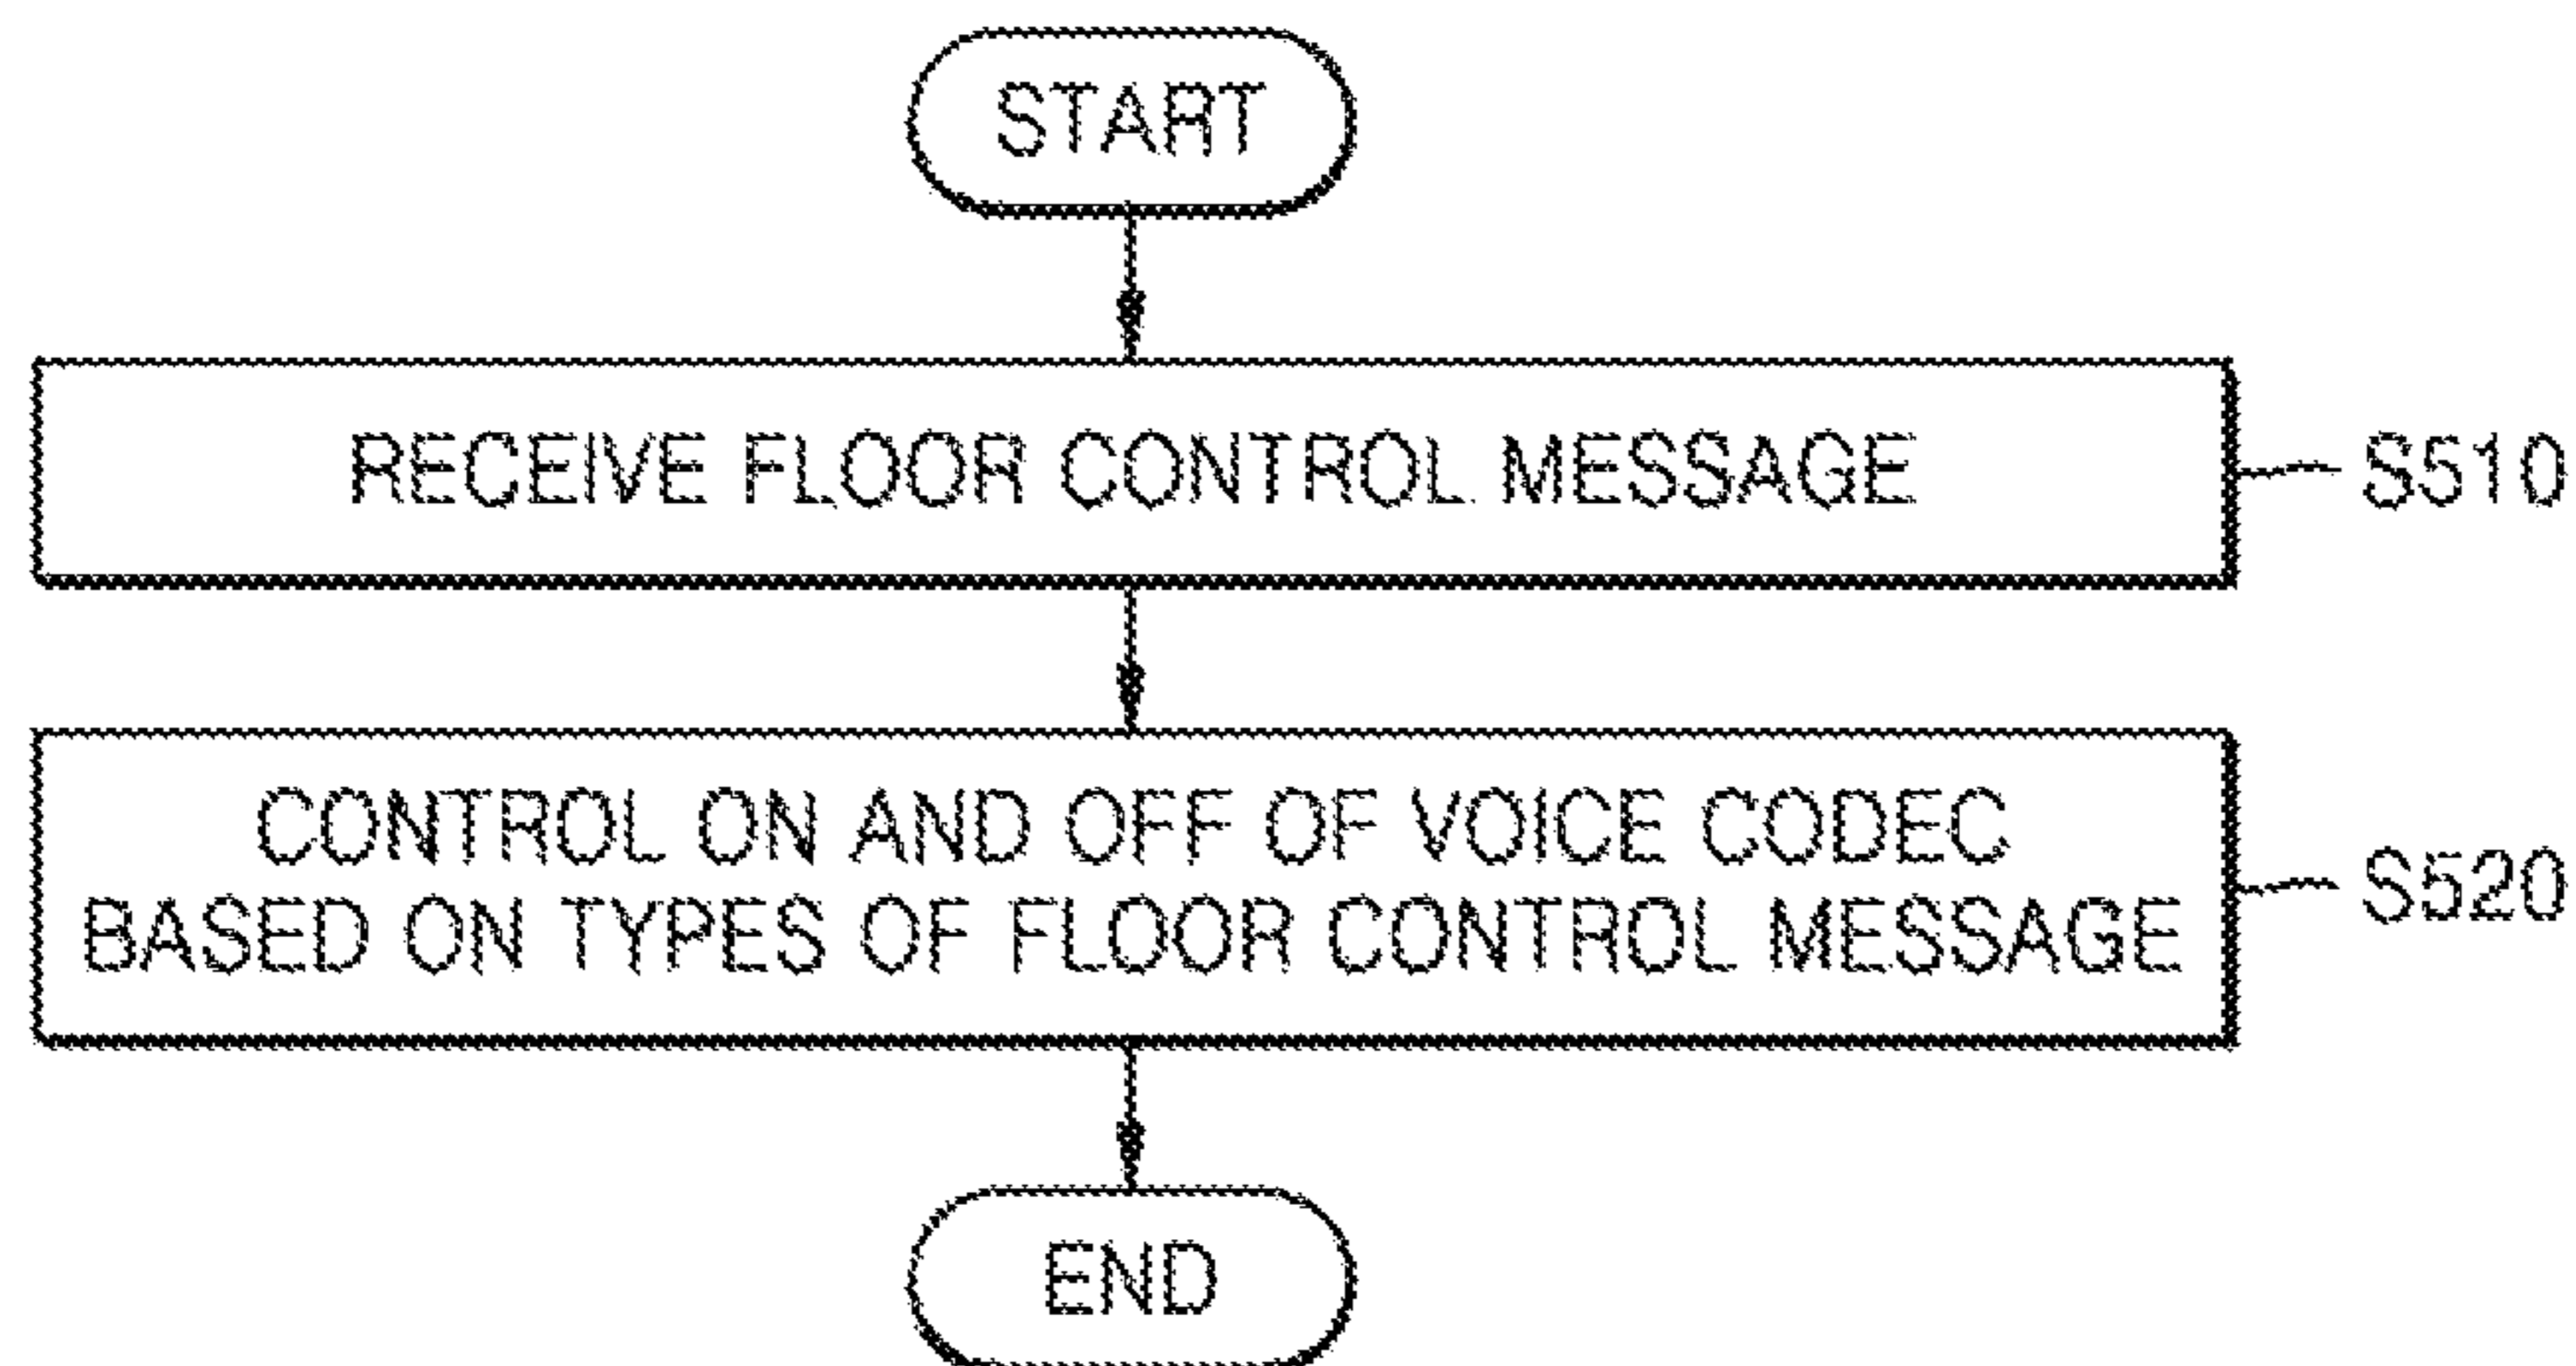 START
RECEIVE FLOOR CONTROL MESSAGE
S510
CONTROL ON AND OFF OF VOICE CODEC
BASED ON TYPES OF FLOOR CONTROL MESSAGE
S520
END